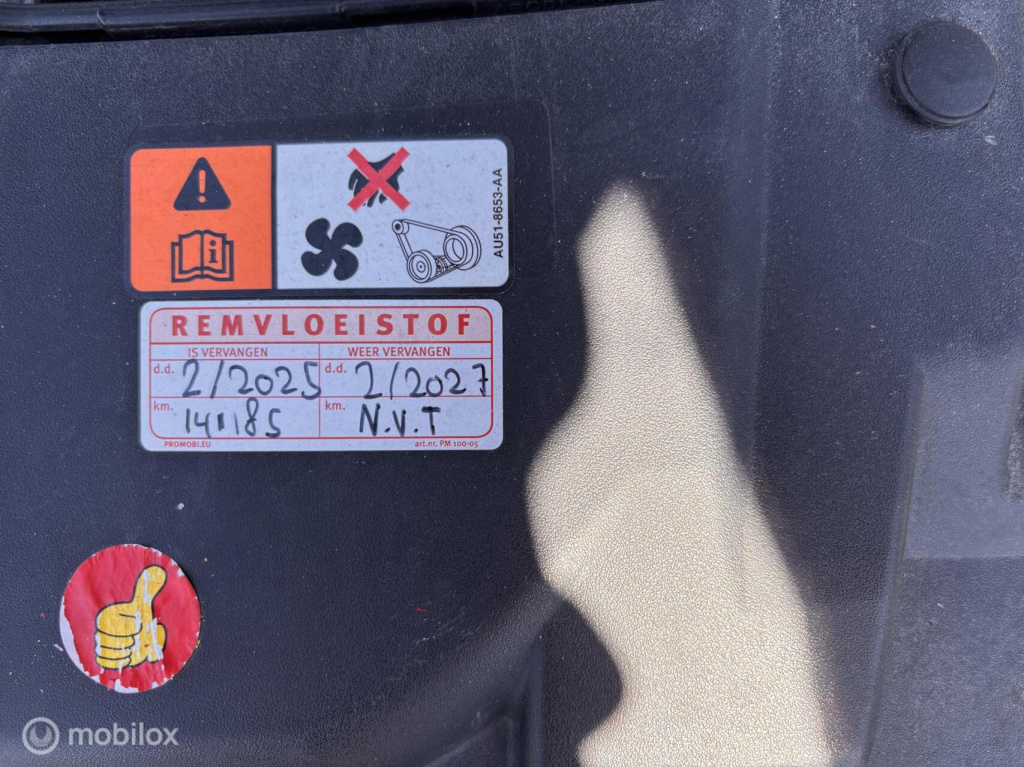 AU51-8653-AA
REMVLOEISTOF
IS VERVANGEN WEER VERVANGEN
d.d. 2/2025 d.d. 2/2027
km. 141185 km. N.V.T
PROMOBI.EU art.nr. PM 100-05
mobilox